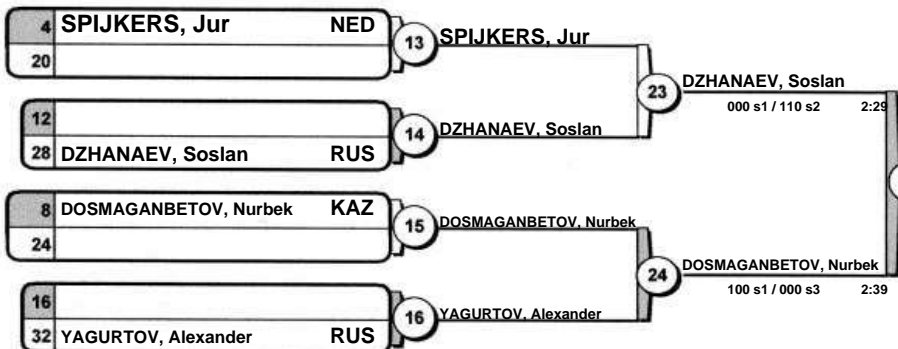 4 SPIJKERS, Jur NED
20
13 SPIJKERS, Jur
12
28 DZHANAEV, Soslan RUS
14 DZHANAEV, Soslan
23 DZHANAEV, Soslan
000 s1 / 110 s2 2:29
8 DOSMAGANBETOV, Nurbek KAZ
24
15 DOSMAGANBETOV, Nurbek
16
32 YAGURTOV, Alexander RUS
16 YAGURTOV, Alexander
24 DOSMAGANBETOV, Nurbek
100 s1 / 000 s3 2:39